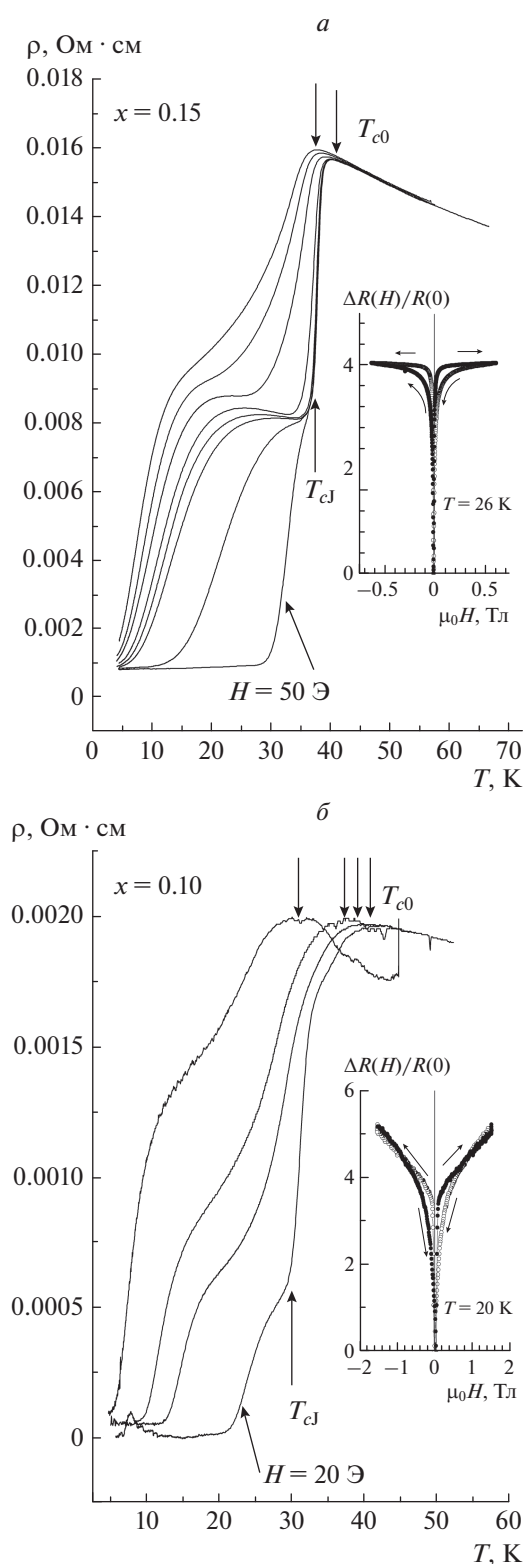 а
ρ, Ом · см
0.018
x = 0.15
T_c0
0.016
0.014
0.012
ΔR(H)/R(0)
0.010
4
0.008
T_cJ
0.006
2
T = 26 K
0.004
0
−0.5 0 0.5
0.002
μ₀H, Тл
H = 50 Э
0
0 10 20 30 40 50 60 70
T, K
б
ρ, Ом · см
x = 0.10
T_c0
0.0020
0.0015
ΔR(H)/R(0)
6
0.0010
4
2
0.0005
T = 20 K
0
−2 −1 0 1 2
T_cJ
μ₀H, Тл
0
H = 20 Э
10 20 30 40 50 60
T, K